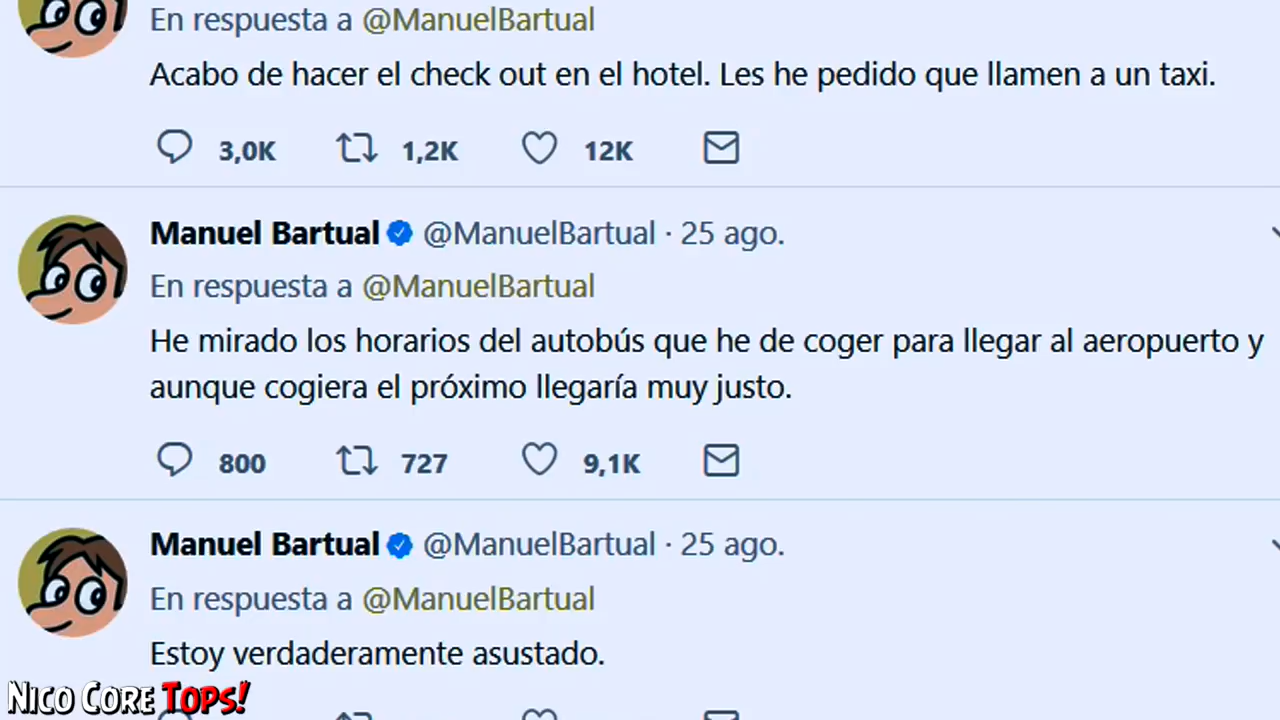 En respuesta a @ManuelBartual
Acabo de hacer el check out en el hotel. Les he pedido que llamen a un taxi.
3,0K 1,2K 12K
Manuel Bartual @ManuelBartual · 25 ago.
En respuesta a @ManuelBartual
He mirado los horarios del autobús que he de coger para llegar al aeropuerto y
aunque cogiera el próximo llegaría muy justo.
800 727 9,1K
Manuel Bartual @ManuelBartual · 25 ago.
En respuesta a @ManuelBartual
Estoy verdaderamente asustado.
NICO CORE TOPS!